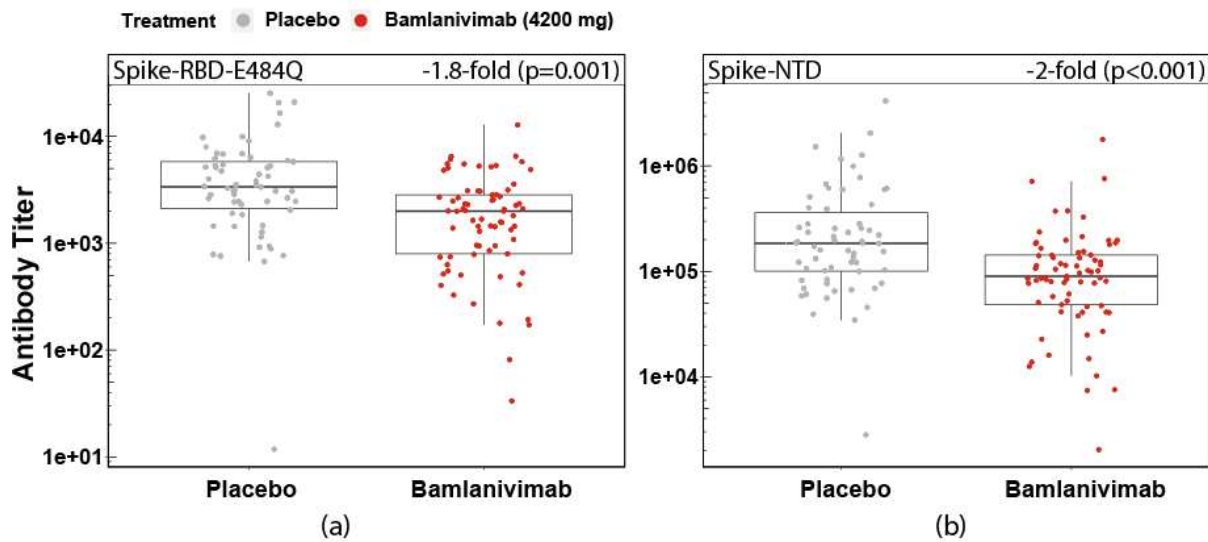 Treatment Placebo Bamlanivimab (4200 mg)
Spike-RBD-E484Q -1.8-fold (p=0.001)
Spike-NTD -2-fold (p<0.001)
Antibody Titer
1e+04
1e+03
1e+02
1e+01
1e+06
1e+05
1e+04
Placebo Bamlanivimab
Placebo Bamlanivimab
(a)
(b)